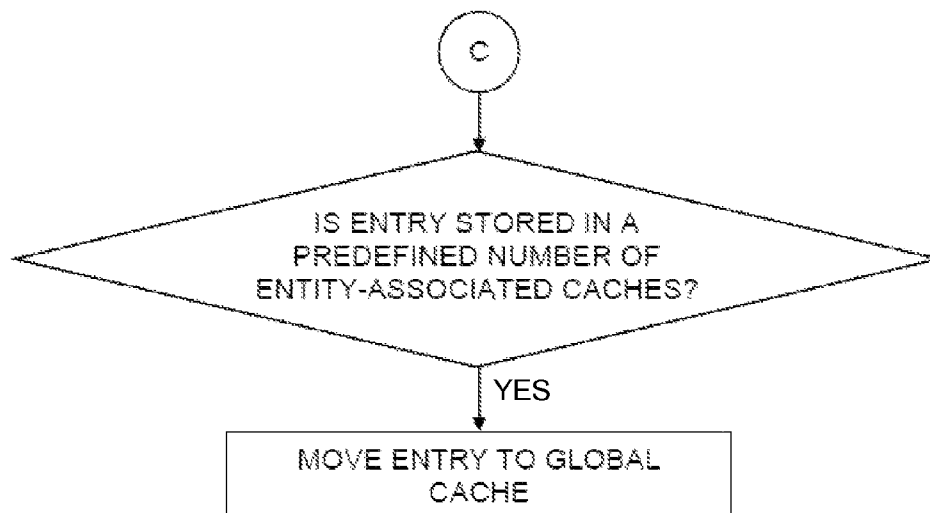 C
IS ENTRY STORED IN A
PREDEFINED NUMBER OF
ENTITY-ASSOCIATED CACHES?
YES
MOVE ENTRY TO GLOBAL
CACHE